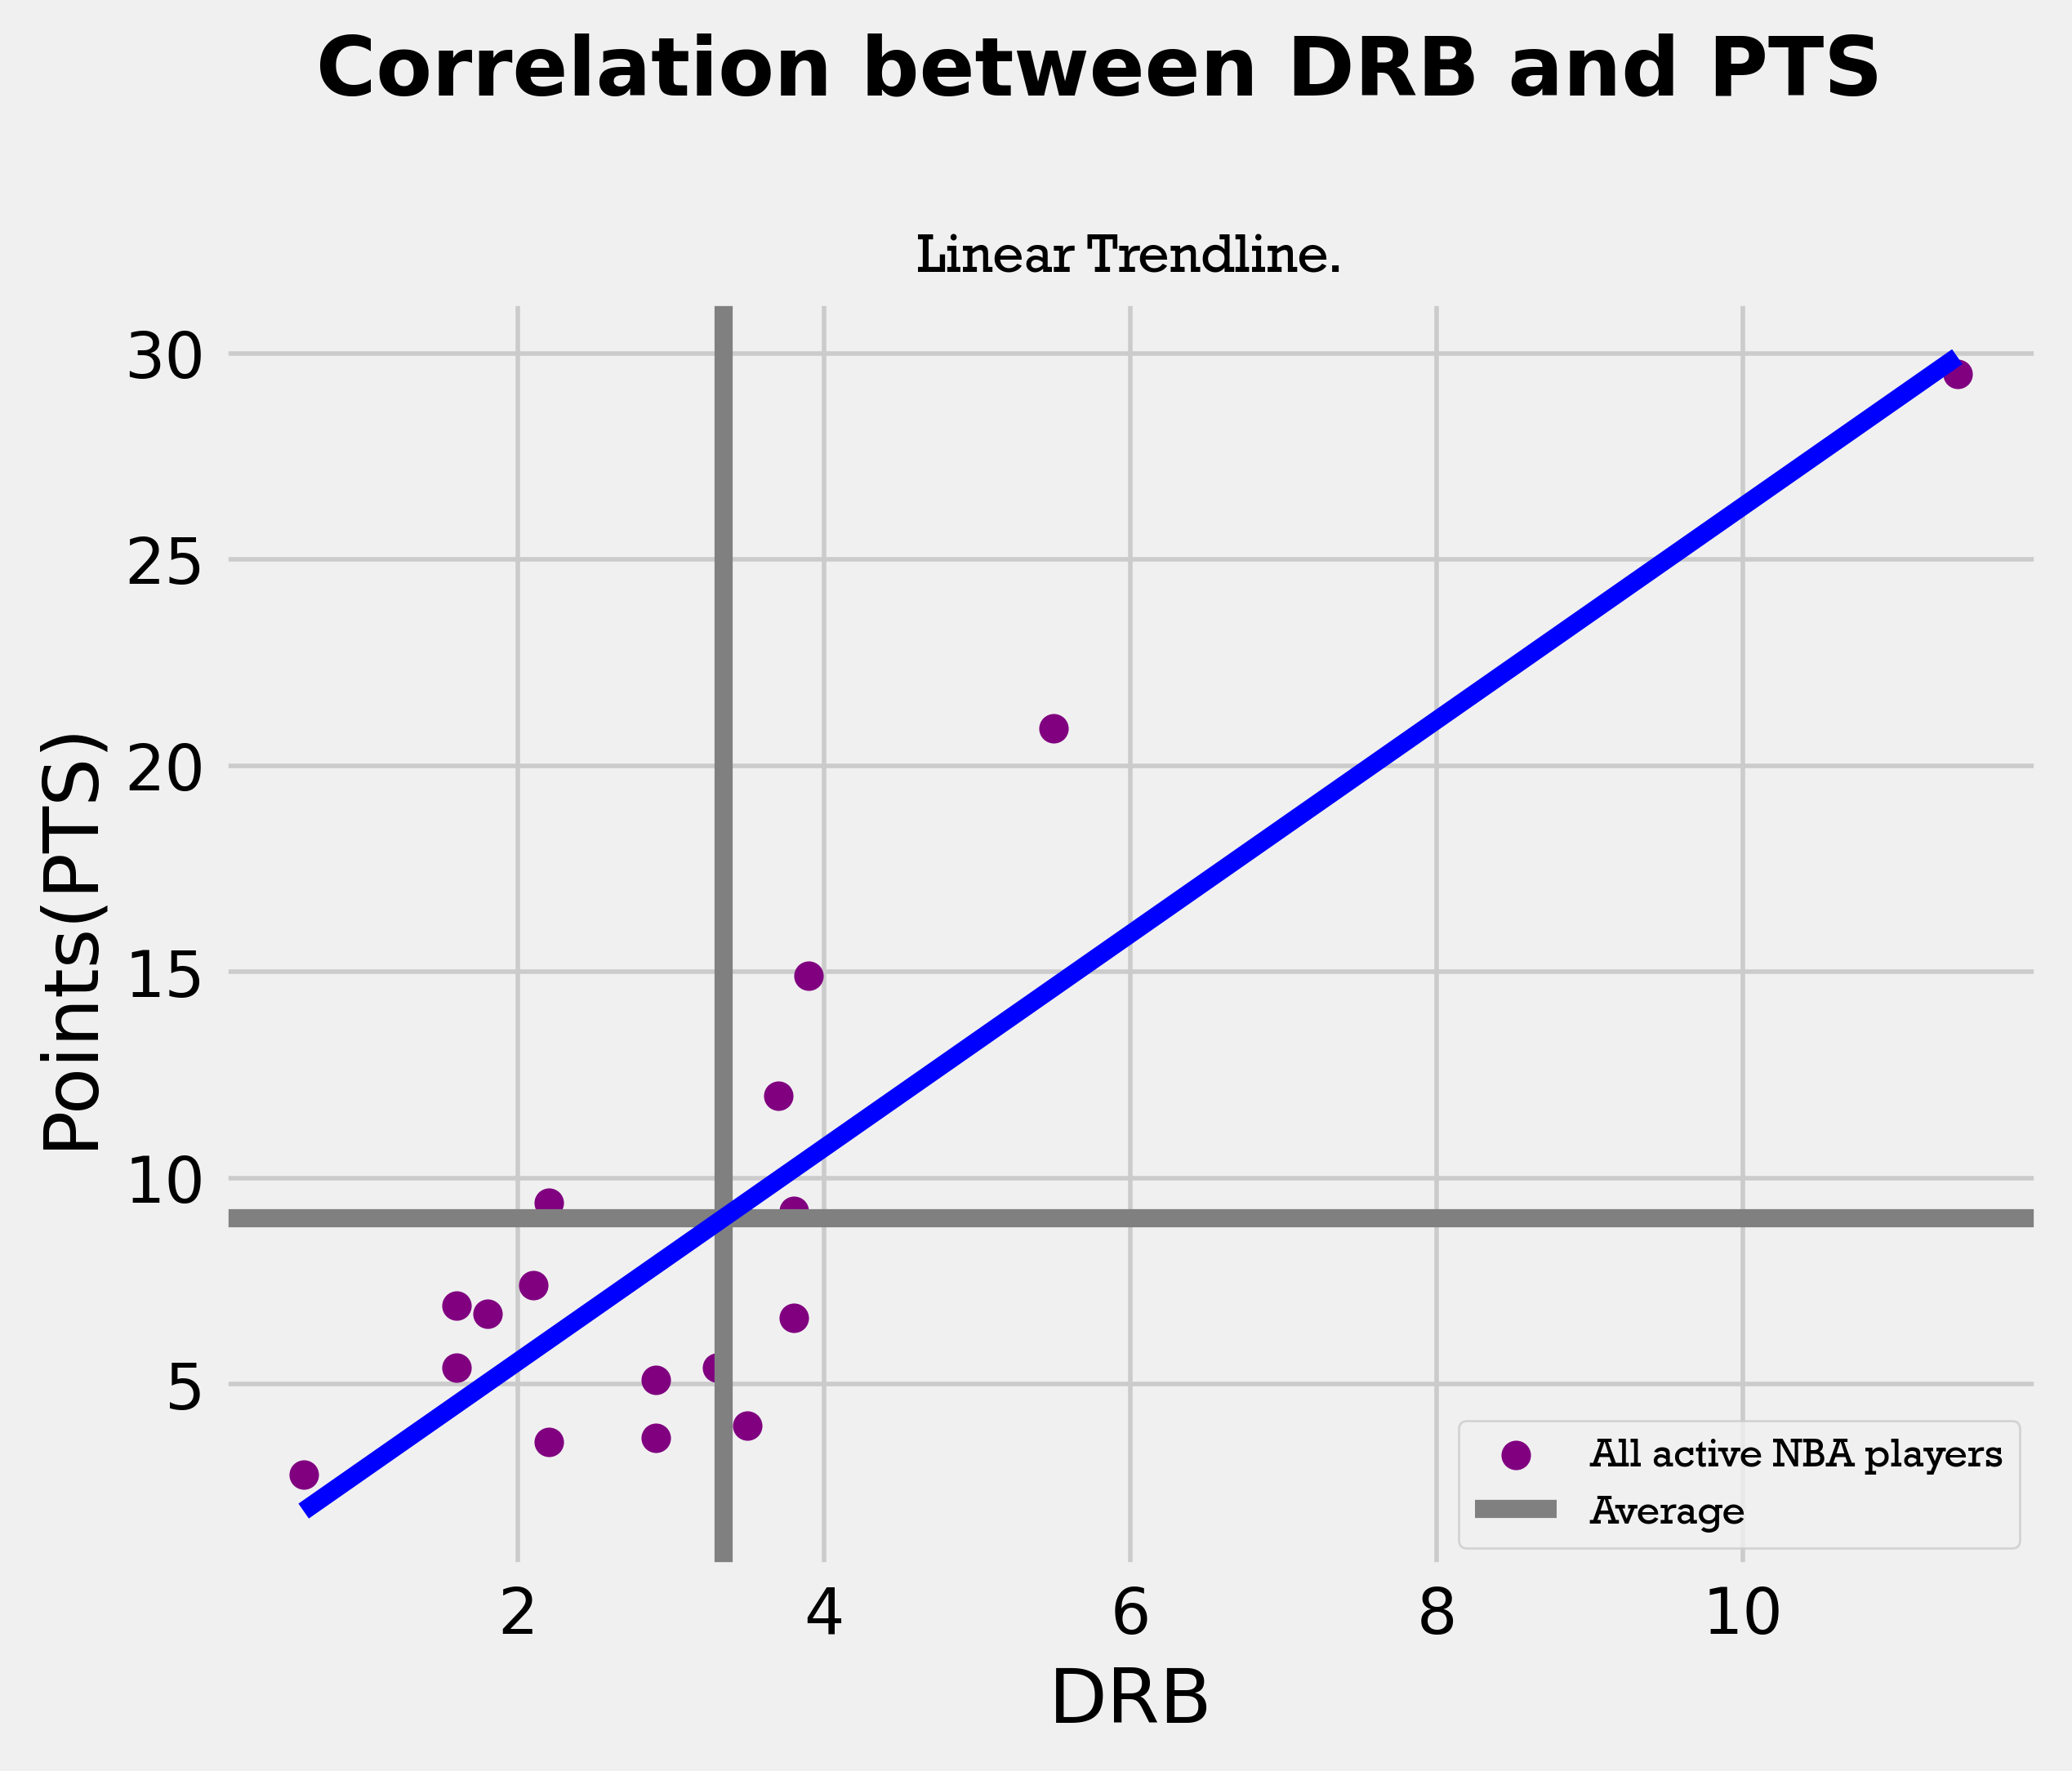 Correlation between DRB and PTS
Linear Trendline.
30
25
20
15
10
5
Points(PTS)
2 4 6 8 10
DRB
All active NBA players
Average